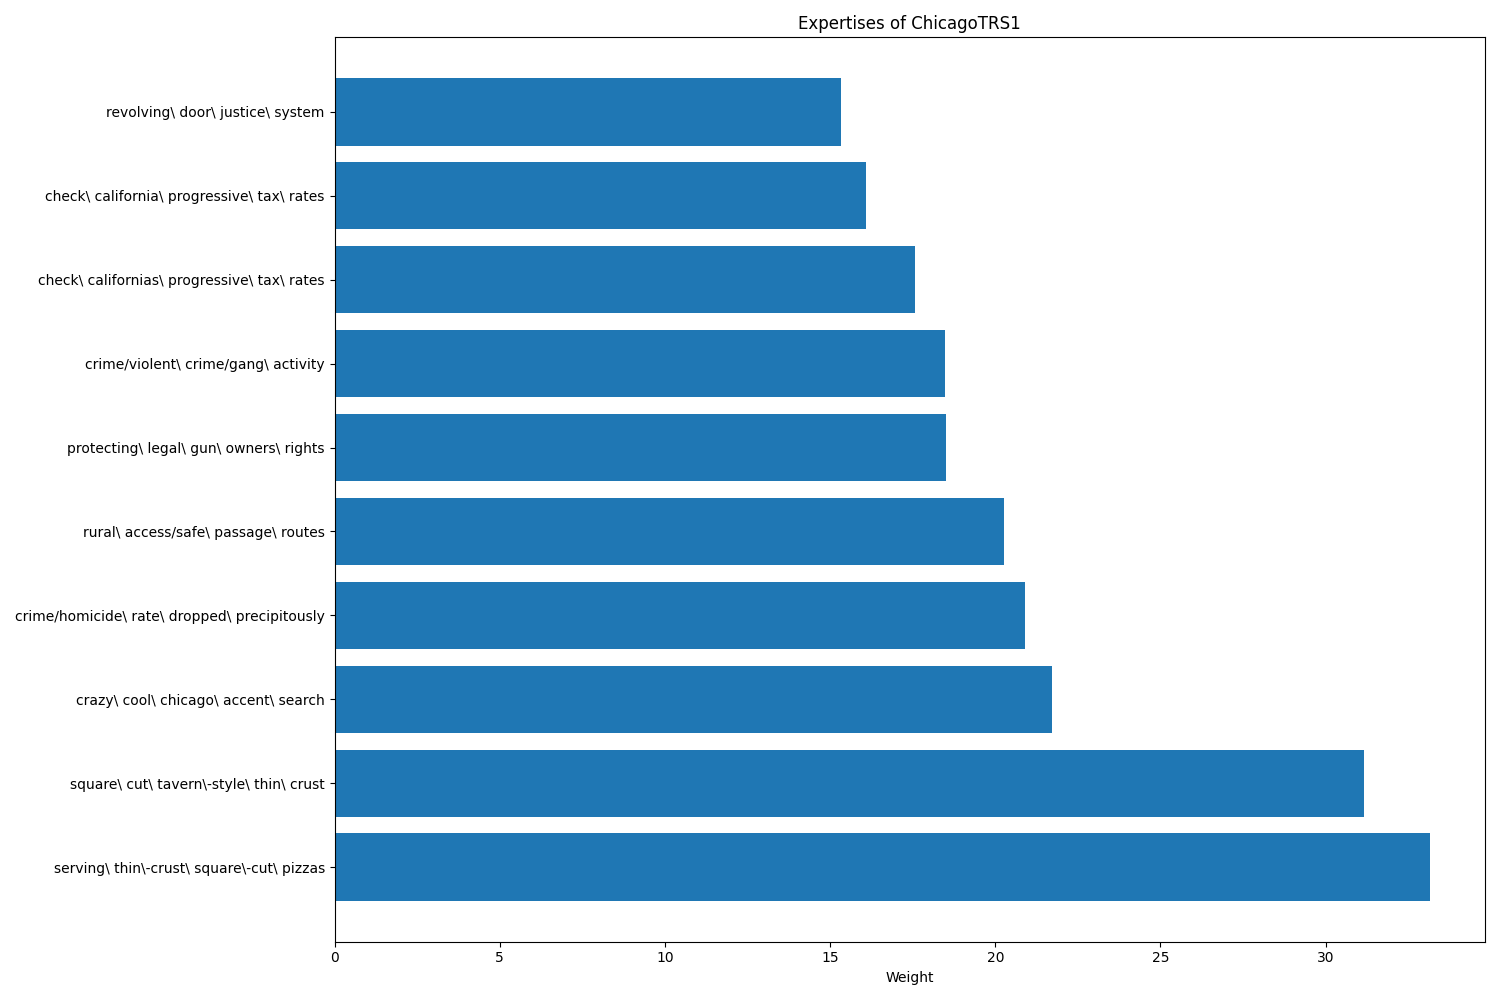 Expertises of ChicagoTRS1
revolving\ door\ justice\ system
check\ california\ progressive\ tax\ rates
check\ californias\ progressive\ tax\ rates
crime/violent\ crime/gang\ activity
protecting\ legal\ gun\ owners\ rights
rural\ access/safe\ passage\ routes
crime/homicide\ rate\ dropped\ precipitously
crazy\ cool\ chicago\ accent\ search
square\ cut\ tavern\-style\ thin\ crust
serving\ thin\-crust\ square\-cut\ pizzas
0 5 10 15 20 25 30
Weight